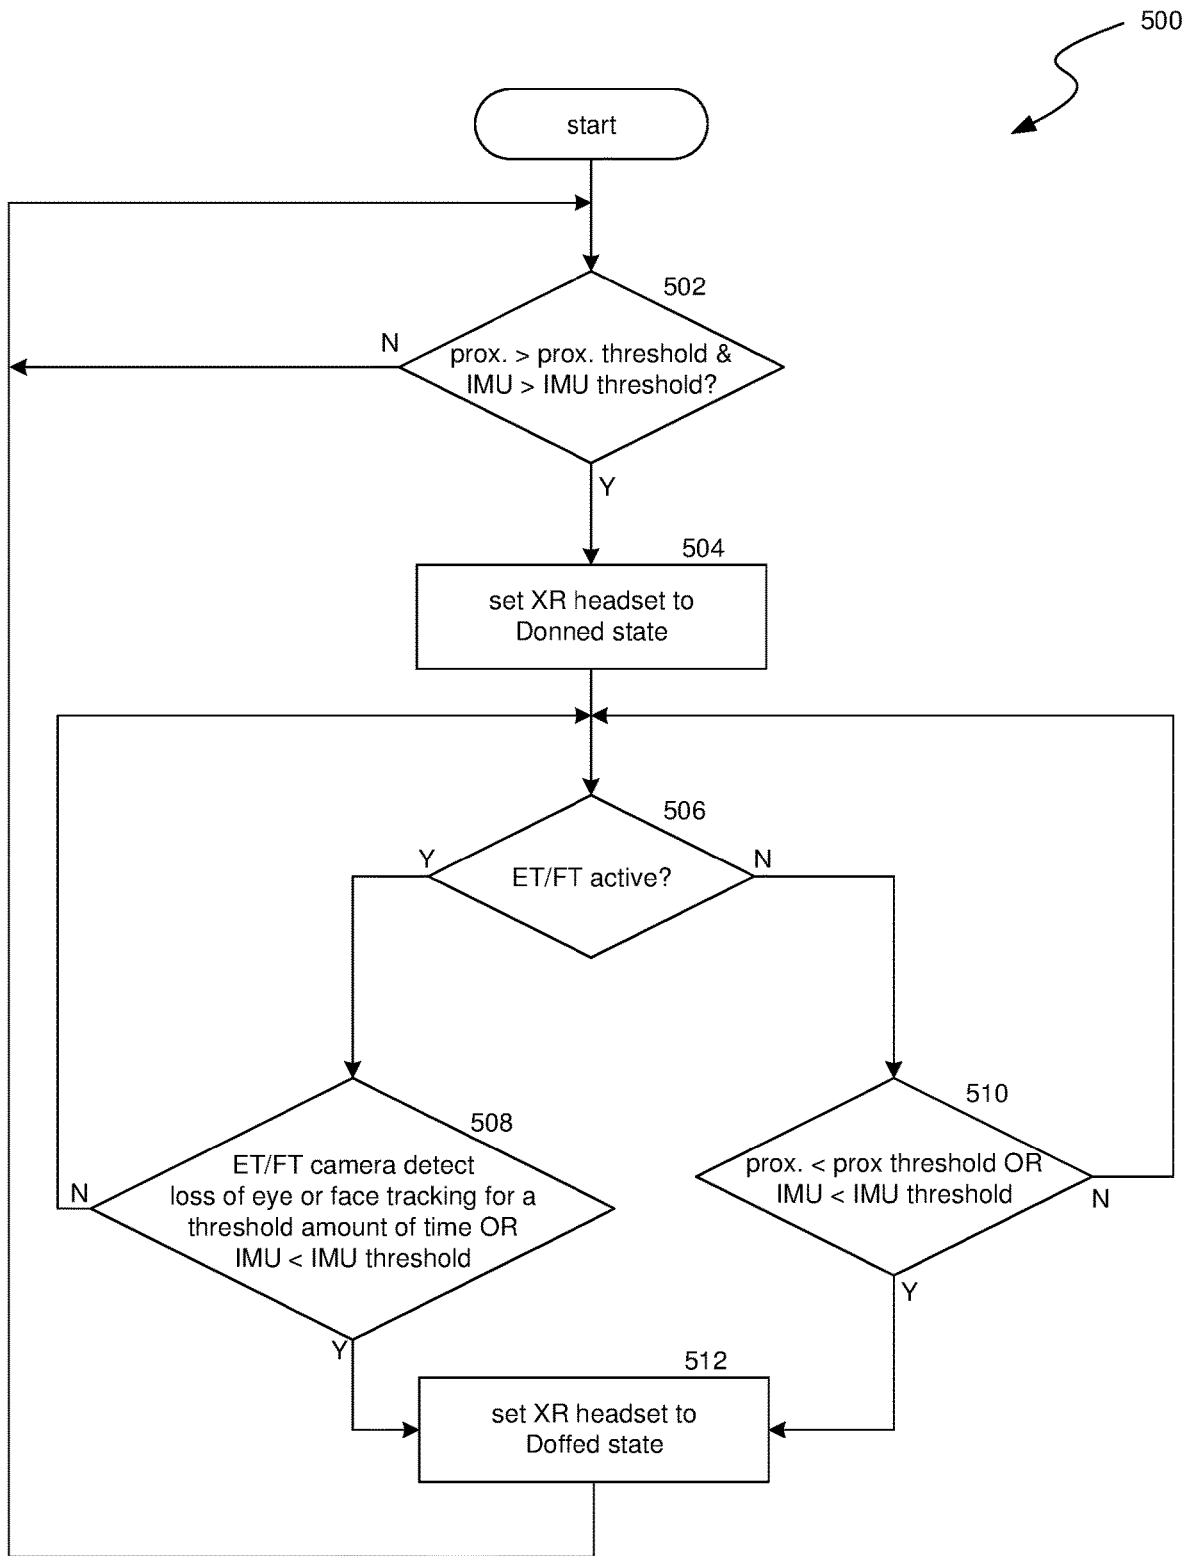 500
start
502
N
prox. > prox. threshold &
IMU > IMU threshold?
Y
504
set XR headset to
Donned state
506
Y
N
ET/FT active?
508
510
ET/FT camera detect
loss of eye or face tracking for a
threshold amount of time OR
IMU < IMU threshold
N
prox. < prox threshold OR
IMU < IMU threshold
N
Y
Y
512
set XR headset to
Doffed state